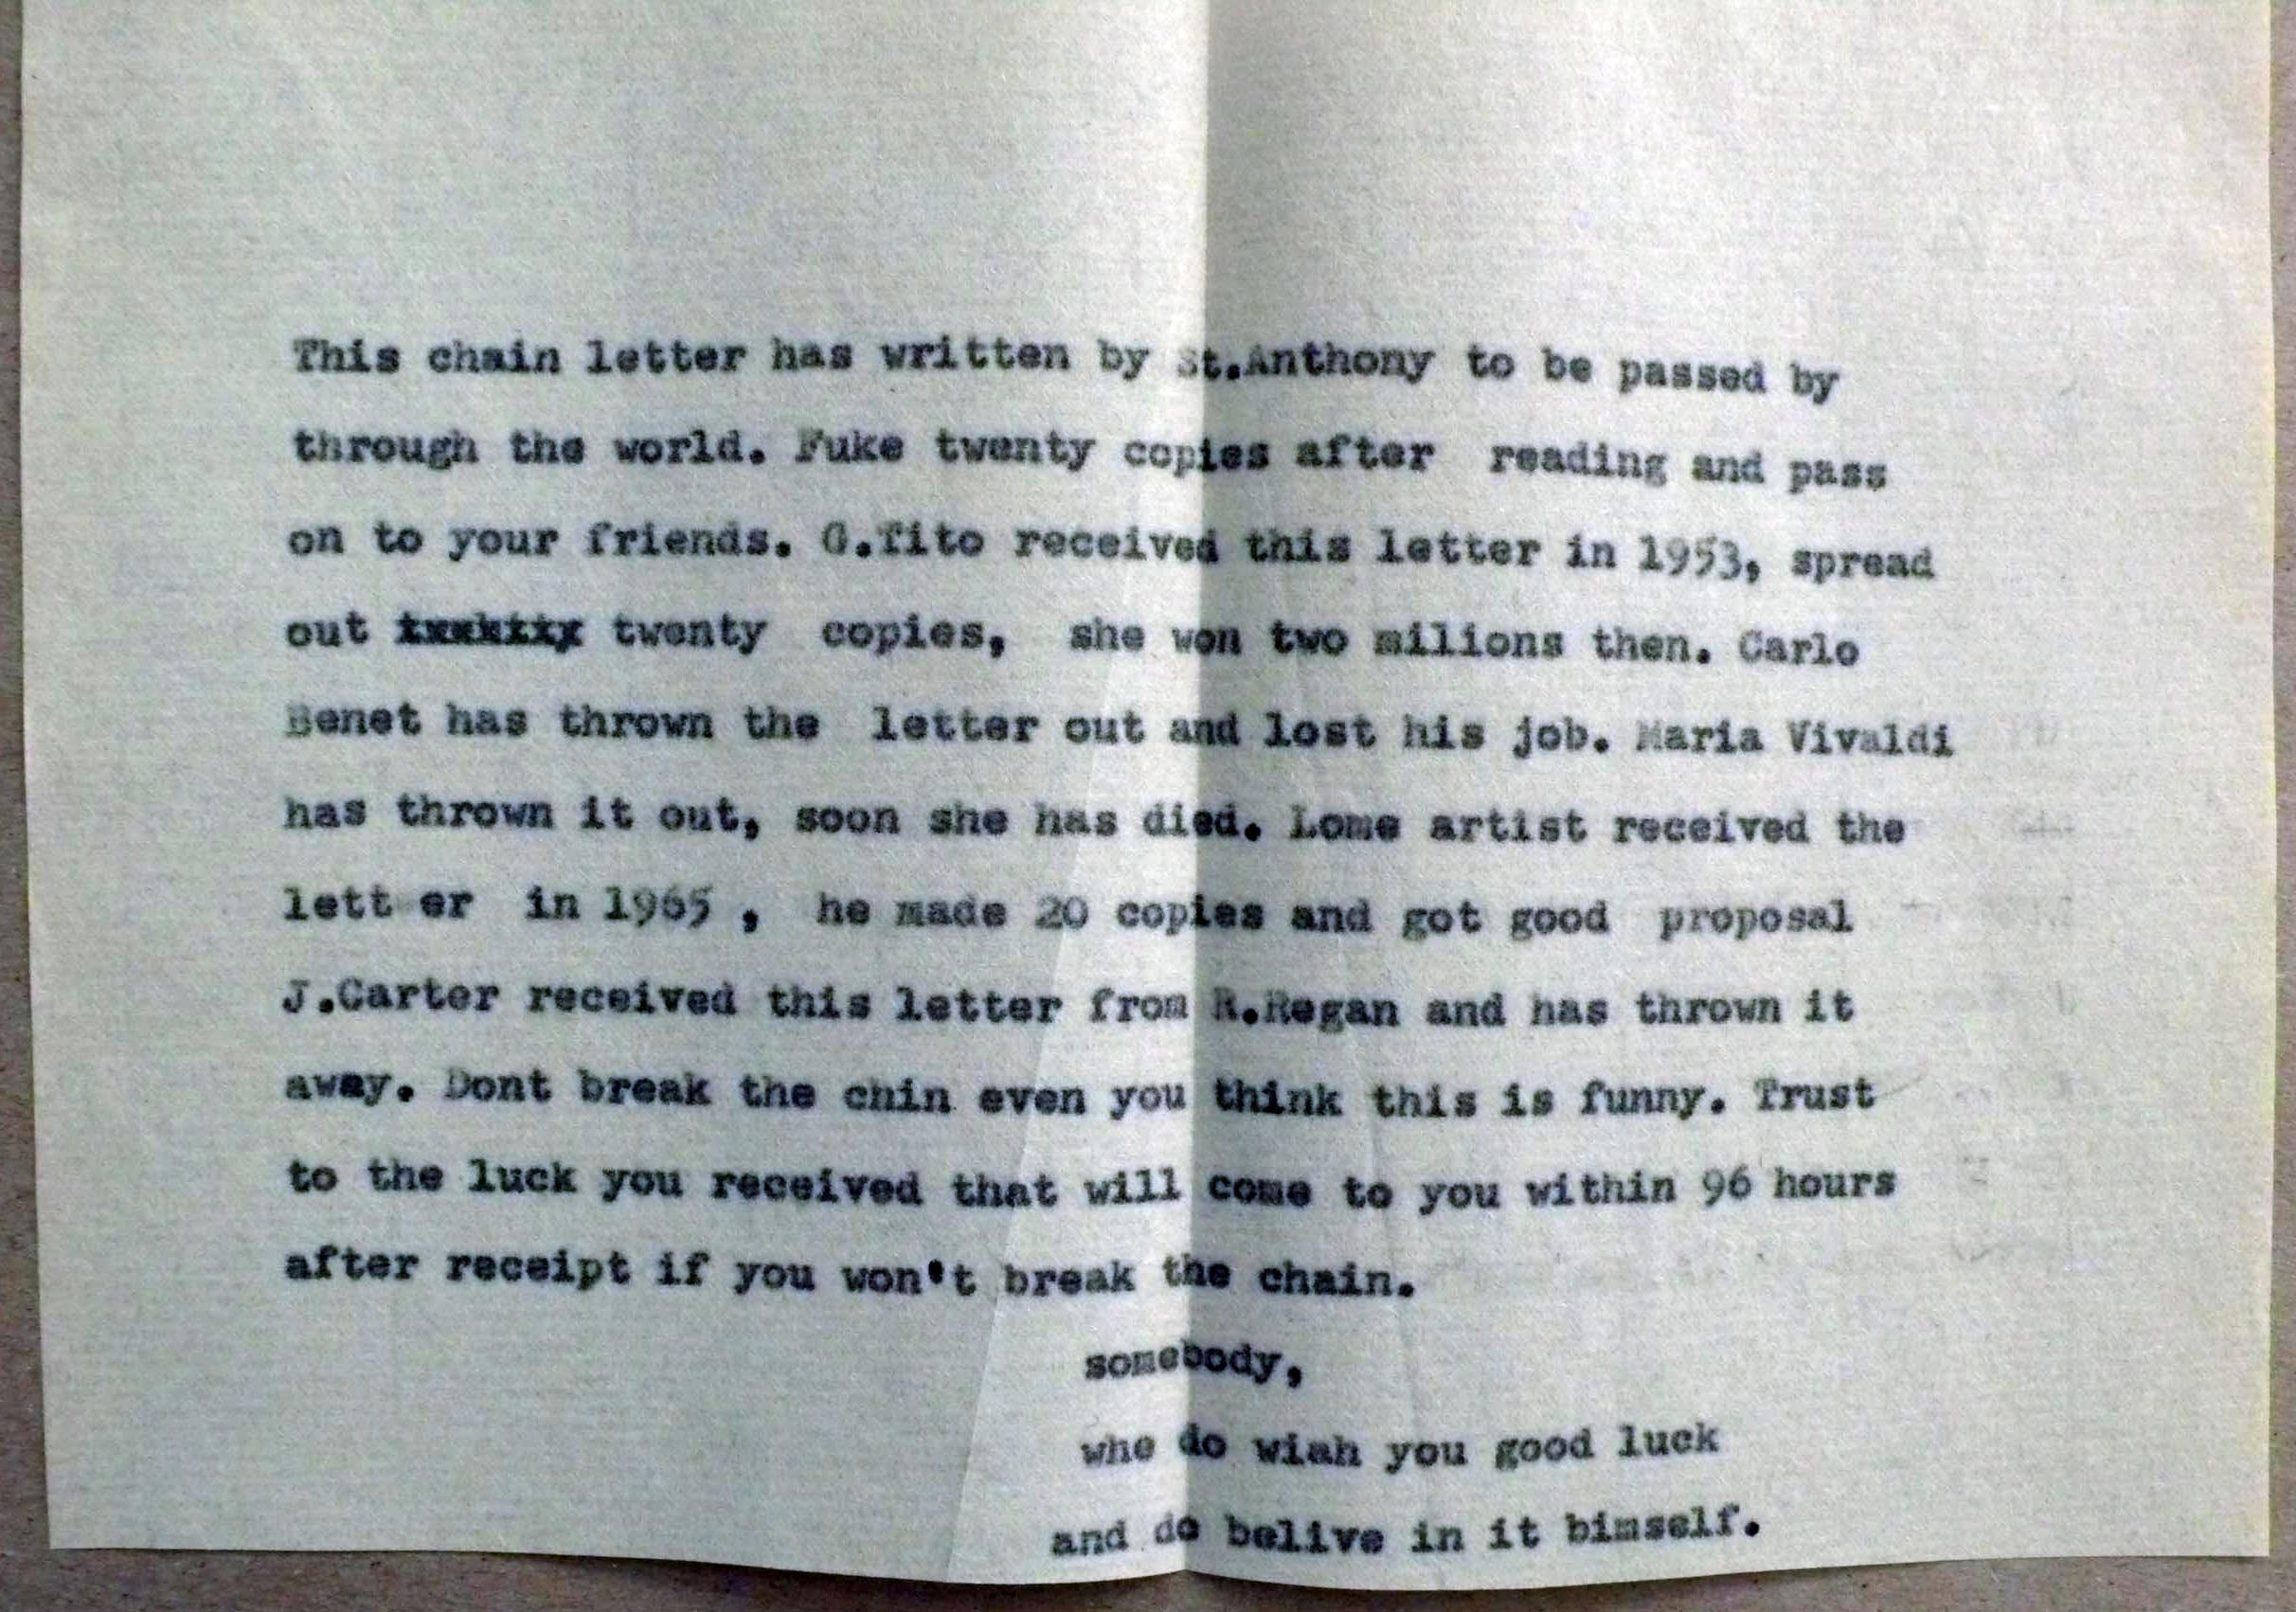 This chain letter has written by St.Anthony to be passed by
through the world. Fuke twenty copies after reading and pass
on to your friends. G.Tito received this letter in 1953, spread
out twenty copies, she won two milions then. Carlo
Benet has thrown the letter out and lost his job. Maria Vivaldi
has thrown it out, soon she has died. Lome artist received the
lett er in 1965 , he made 20 copies and got good proposal
J.Carter received this letter from R.Regan and has thrown it
away. Dont break the chin even you think this is funny. Trust
to the luck you received that will come to you within 96 hours
after receipt if you won't break the chain.
somebody,
who do wish you good luck
and do belive in it bimself.